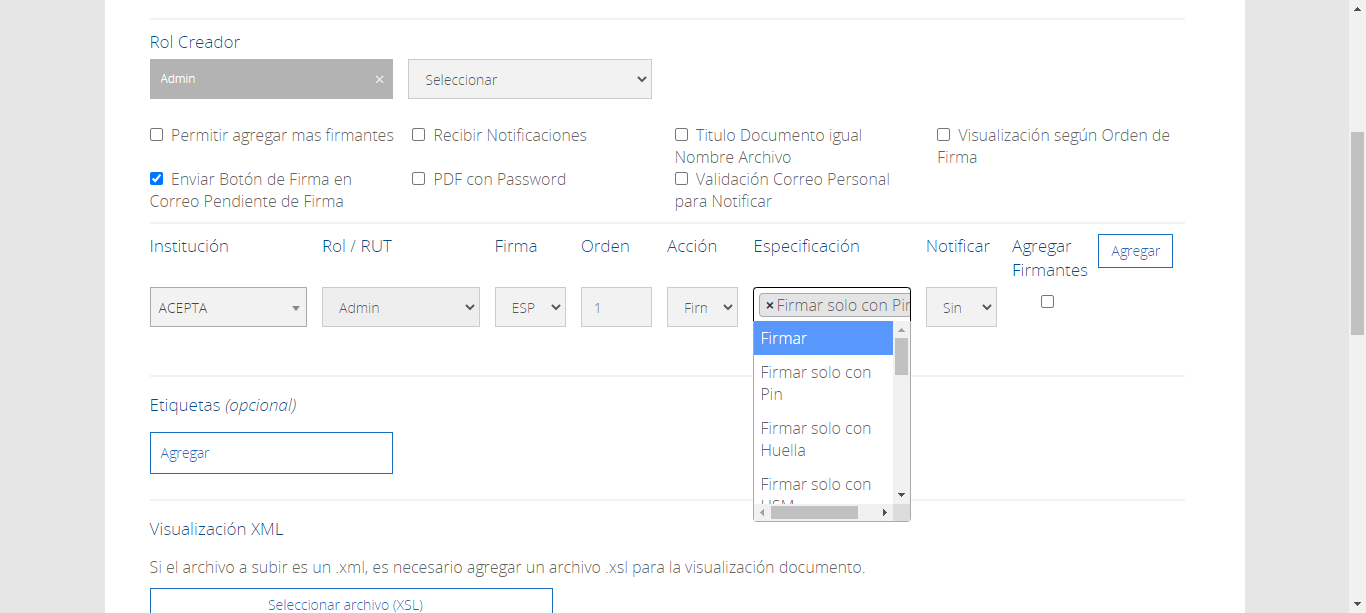 Rol Creador
Admin ×
Seleccionar
Permitir agregar mas firmantes
Recibir Notificaciones
Titulo Documento igual
Nombre Archivo
Visualización según Orden de
Firma
Enviar Botón de Firma en
Correo Pendiente de Firma
PDF con Password
Validación Correo Personal
para Notificar
Institución
Rol / RUT
Firma
Orden
Acción
Especificación
Notificar
Agregar
Firmantes
Agregar
ACEPTA
Admin
ESP
1
Firn
×Firmar solo con Pin
Sin
Firmar
Firmar solo con
Pin
Firmar solo con
Huella
Firmar solo con
HSM
Etiquetas (opcional)
Agregar
Visualización XML
Si el archivo a subir es un .xml, es necesario agregar un archivo .xsl para la visualización documento.
Seleccionar archivo (XSL)